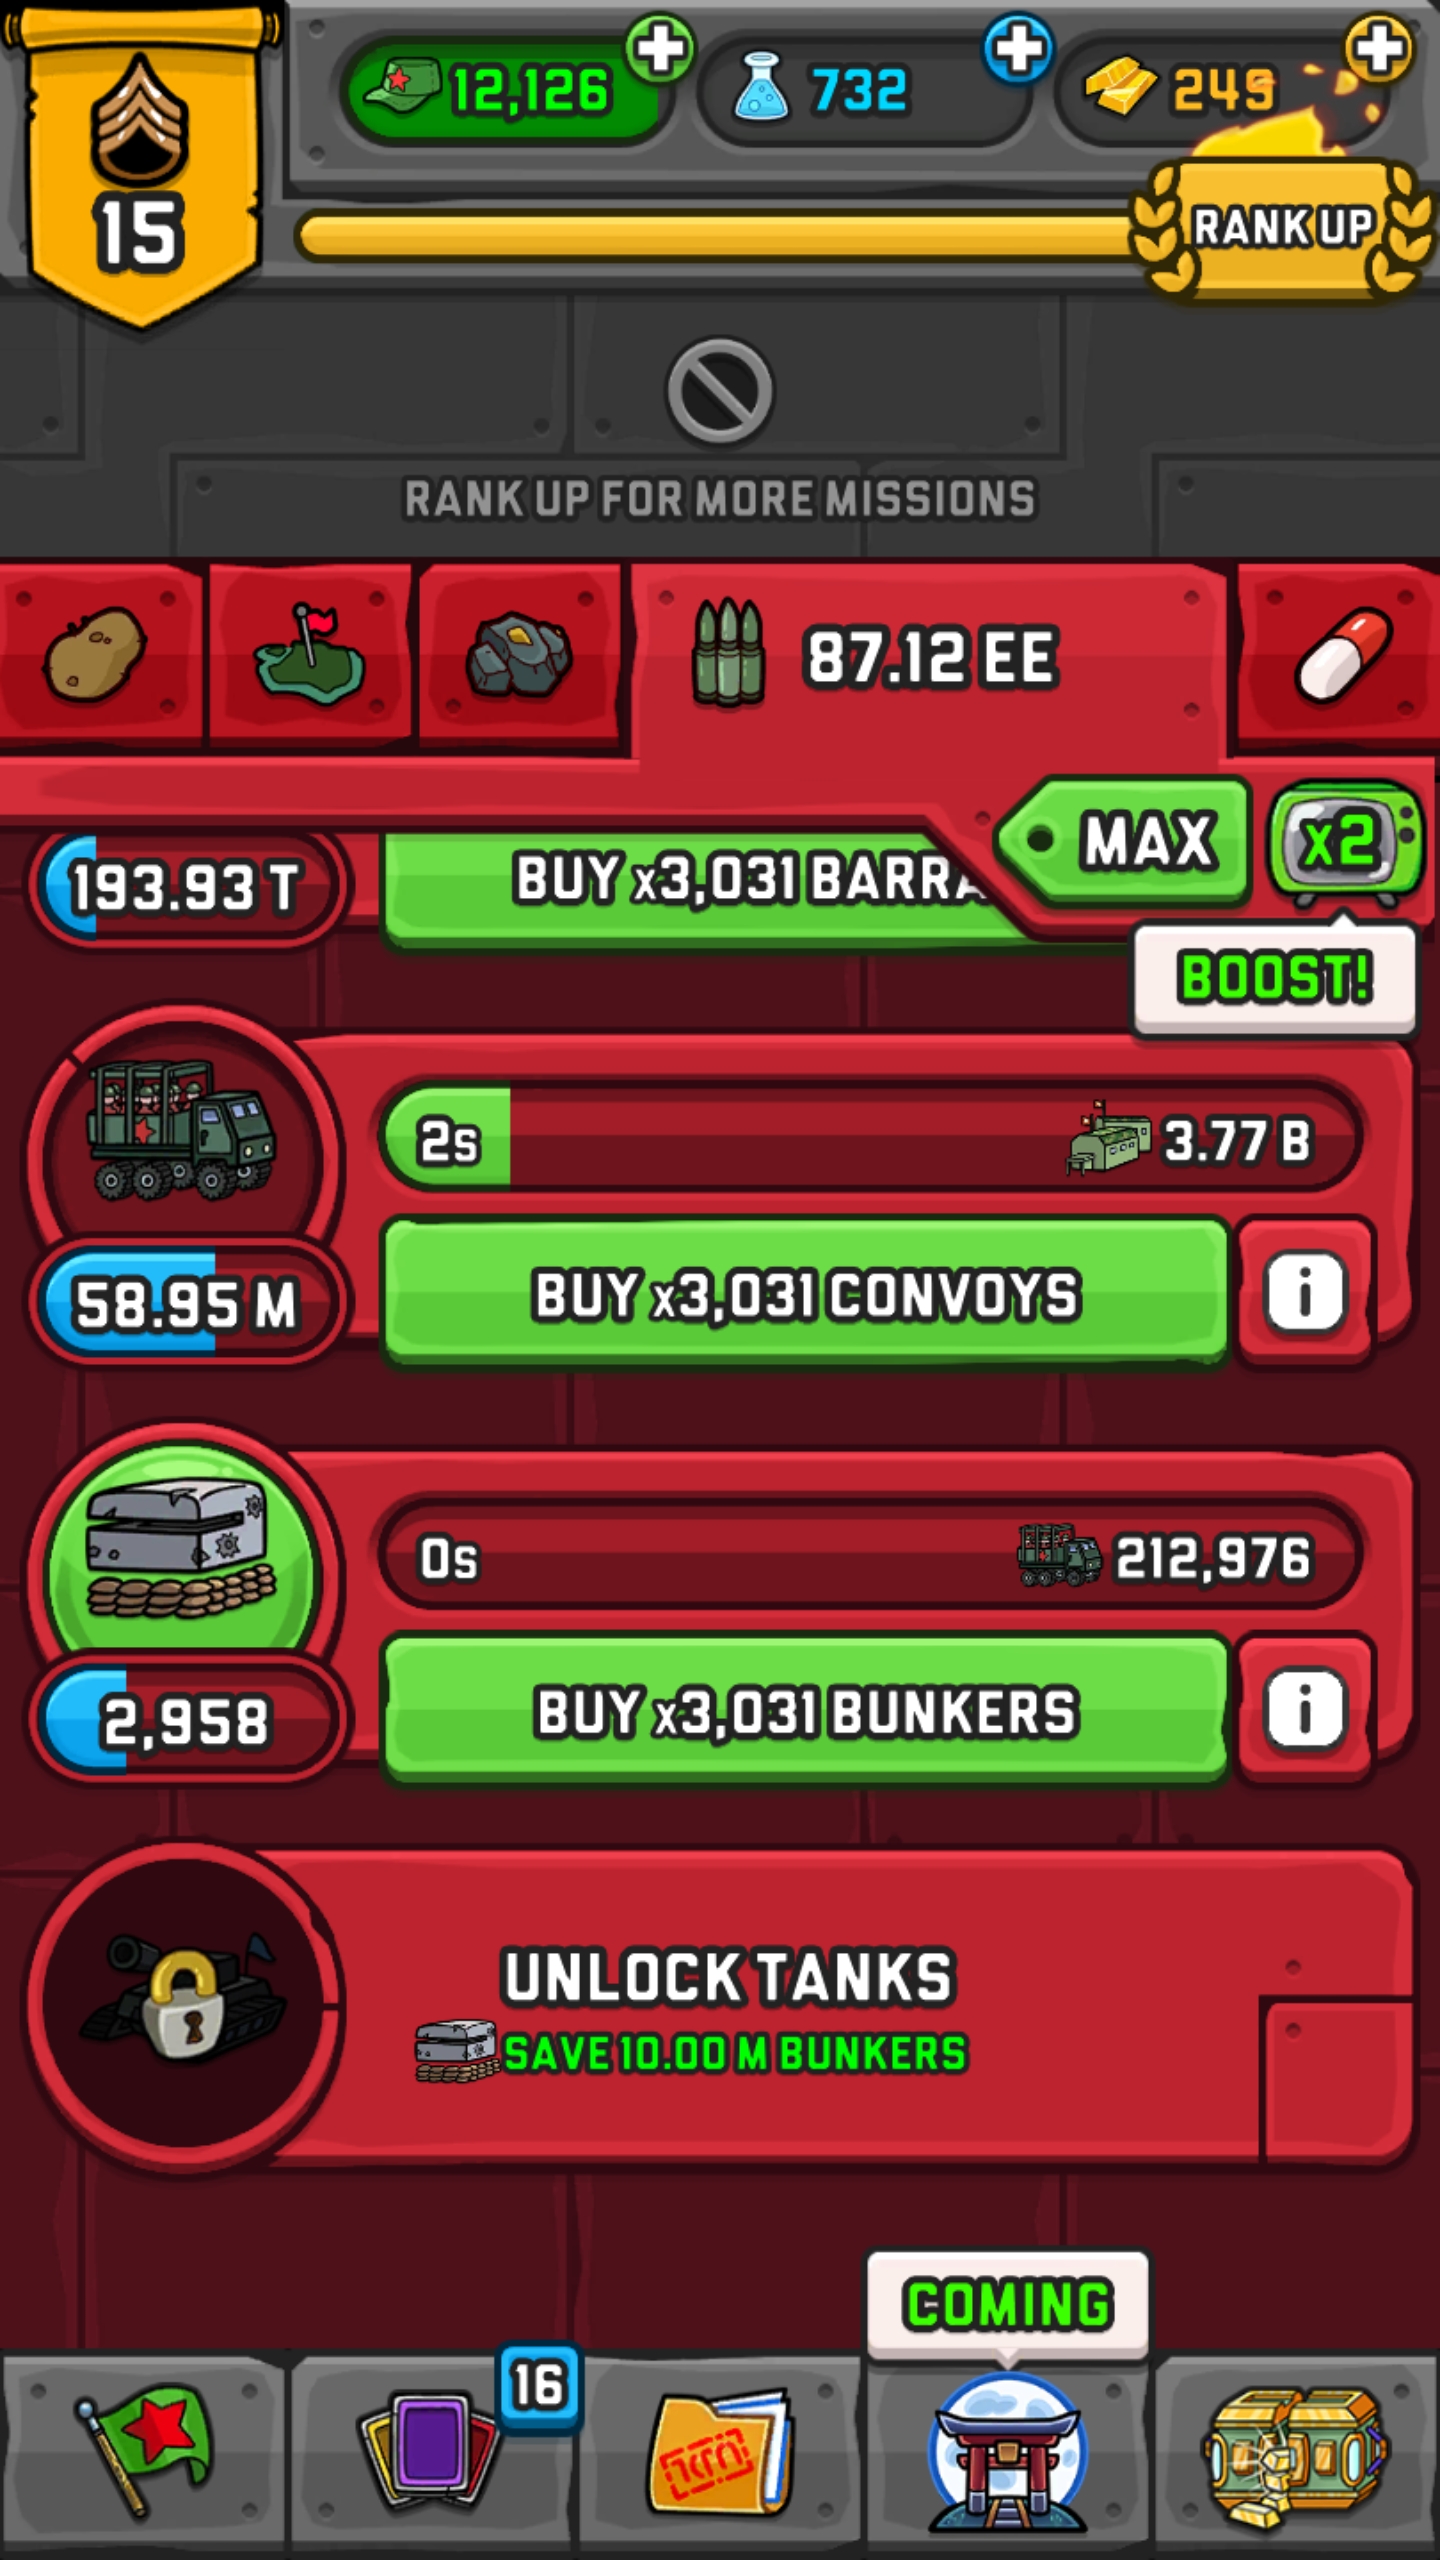 12,126
732
249
15
RANK UP
RANK UP FOR MORE MISSIONS
87.12 EE
MAX
x2
193.93 T
BUY x3,031 BARRA
BOOST!
2s
3.77 B
58.95 M
BUY x3,031 CONVOYS
i
0s
212,976
2,958
BUY x3,031 BUNKERS
i
UNLOCK TANKS
SAVE 10.00 M BUNKERS
COMING
16